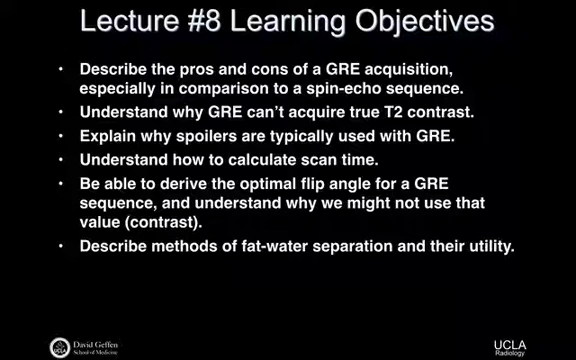 Lecture #8 Learning Objectives
• Describe the pros and cons of a GRE acquisition,
especially in comparison to a spin-echo sequence.
• Understand why GRE can't acquire true T2 contrast.
• Explain why spoilers are typically used with GRE.
• Understand how to calculate scan time.
• Be able to derive the optimal flip angle for a GRE
sequence, and understand why we might not use that
value (contrast).
• Describe methods of fat-water separation and their utility.
David Geffen
School of Medicine
UCLA
Radiology